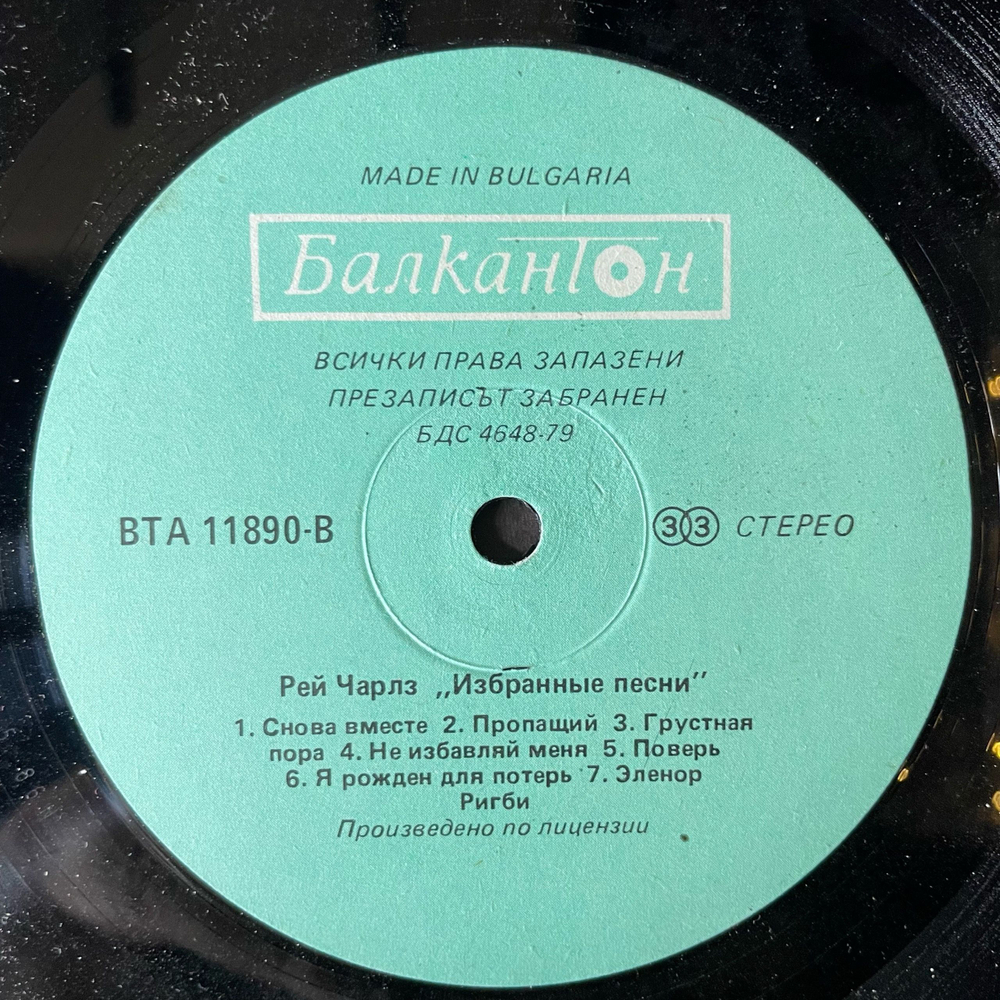 MADE IN BULGARIA
Балкантон
ВСИЧКИ ПРАВА ЗАПАЗЕНИ
ПРЕЗАПИСЪТ ЗАБРАНЕН
БДС 4648-79
ВТА 11890-В
33 СТЕРЕО
Рей Чарлз ,,Избранные песни”
1. Снова вместе 2. Пропащий 3. Грустная
пора 4. Не избавляй меня 5. Поверь
6. Я рожден для потерь 7. Эленор
Ригби
Произведено по лицензии